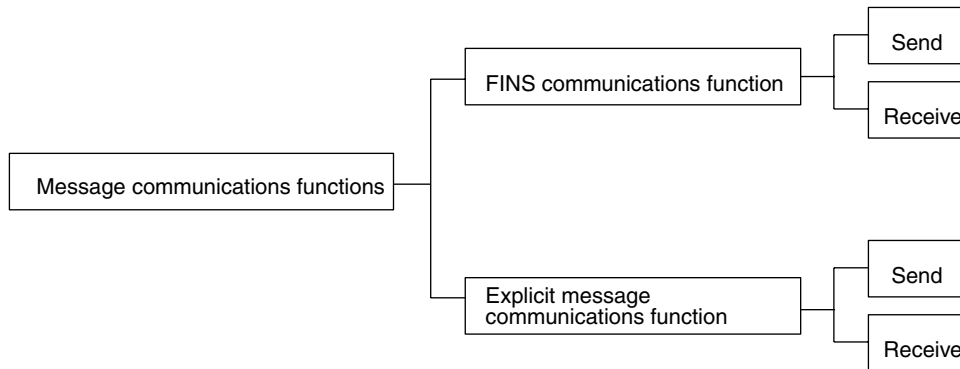 Send
FINS communications function
Receive
Message communications functions
Send
Explicit message
communications function
Receive